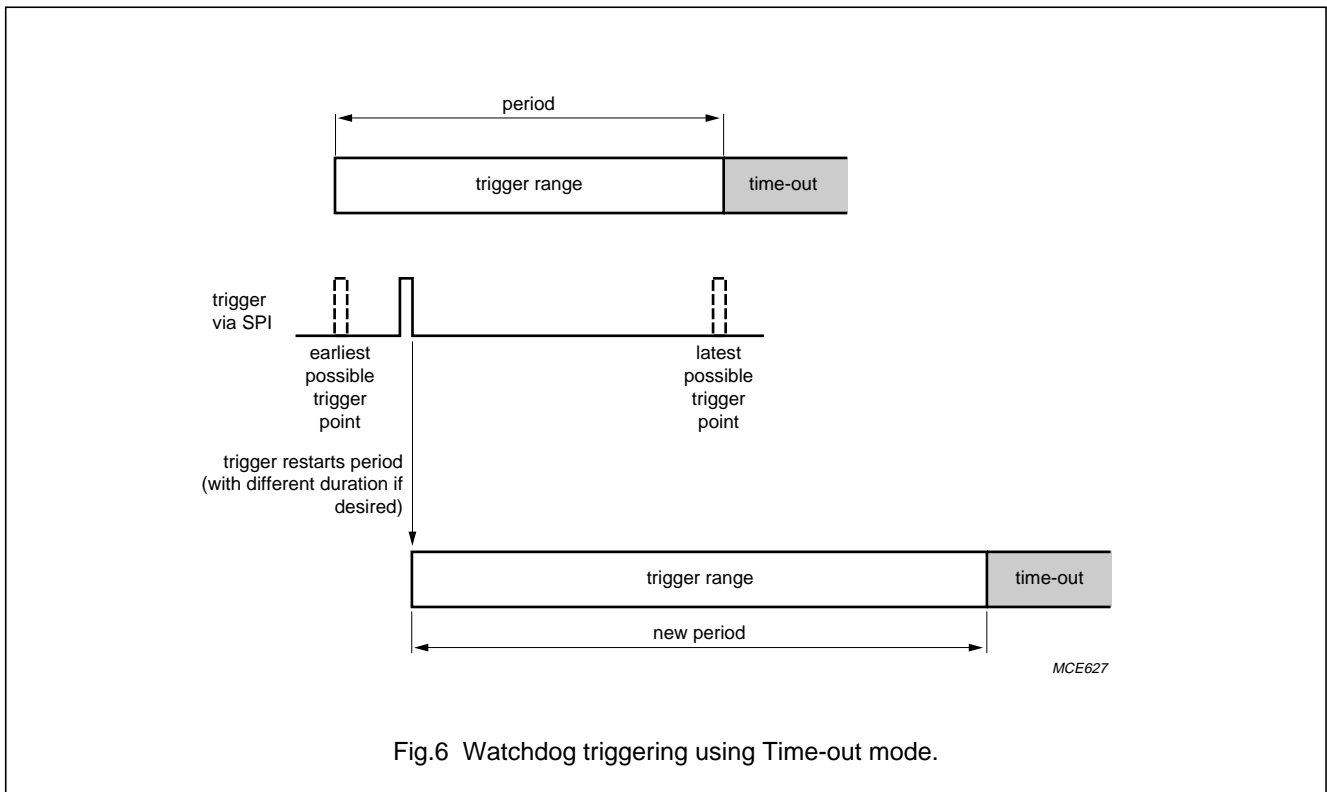 period
trigger range
time-out
trigger
via SPI
earliest
possible
trigger
point
latest
possible
trigger
point
trigger restarts period
(with different duration if
desired)
trigger range
time-out
new period
MCE627
Fig.6 Watchdog triggering using Time-out mode.